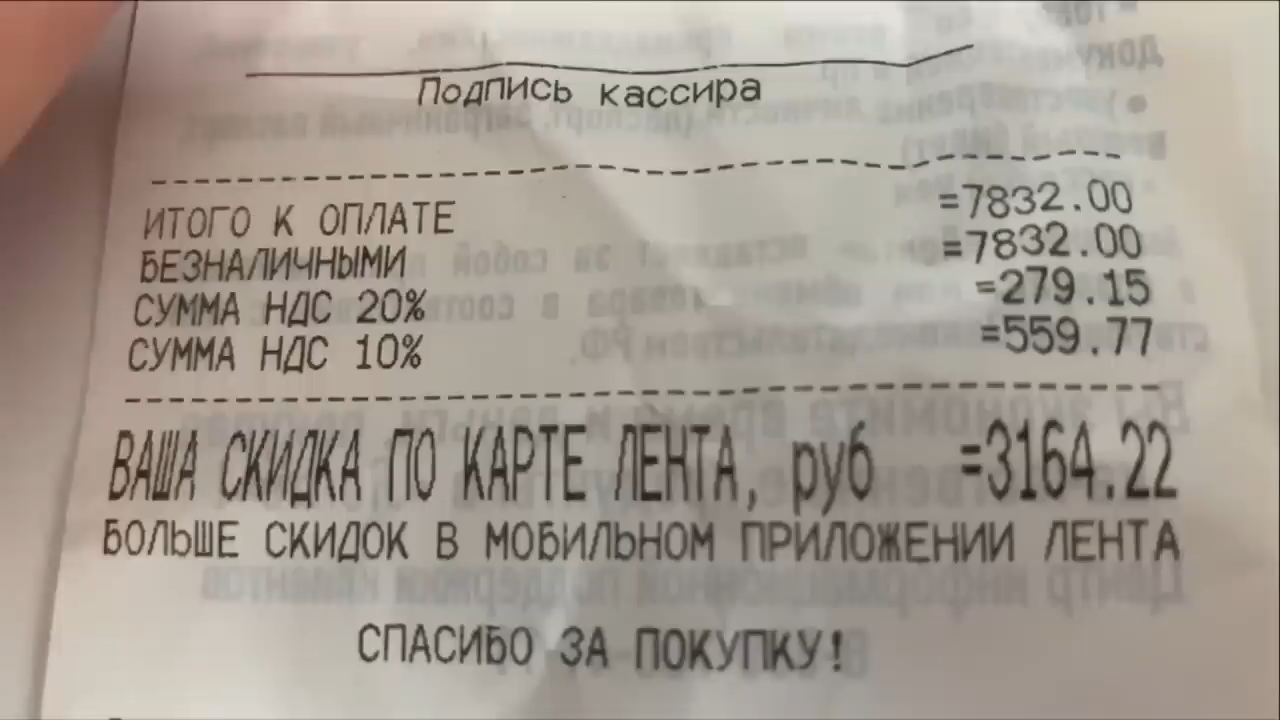 Подпись кассира
ИТОГО К ОПЛАТЕ =7832.00
БЕЗНАЛИЧНЫМИ =7832.00
СУММА НДС 20% =279.15
СУММА НДС 10% =559.77
ВАША СКИДКА ПО КАРТЕ ЛЕНТА, руб =3164.22
БОЛЬШЕ СКИДОК В МОБИЛЬНОМ ПРИЛОЖЕНИИ ЛЕНТА
СПАСИБО ЗА ПОКУПКУ!